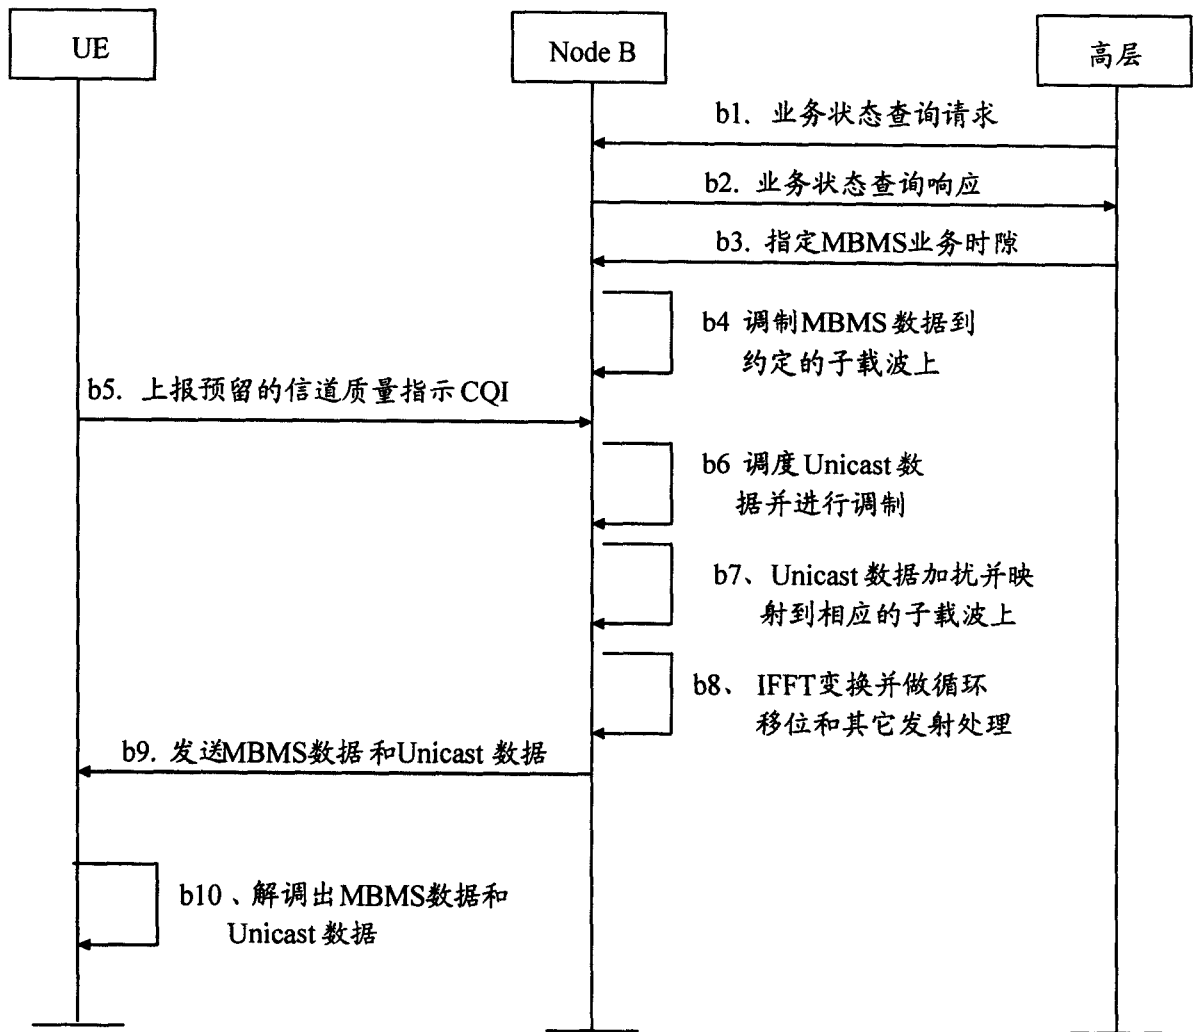 UE
Node B
高层
b1. 业务状态查询请求
b2. 业务状态查询响应
b3. 指定MBMS业务时隙
b4 调制MBMS数据到
约定的子载波上
b5. 上报预留的信道质量指示CQI
b6 调度Unicast数
据并进行调制
b7、Unicast数据加扰并映
射到相应的子载波上
b8、 IFFT变换并做循环
移位和其它发射处理
b9. 发送MBMS数据和Unicast 数据
b10、解调出MBMS数据和
Unicast数据